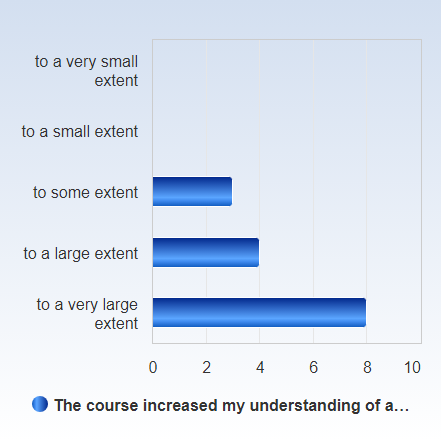 to a very small
extent
to a small extent
to some extent
to a large extent
to a very large
extent
0 2 4 6 8 10
The course increased my understanding of a…